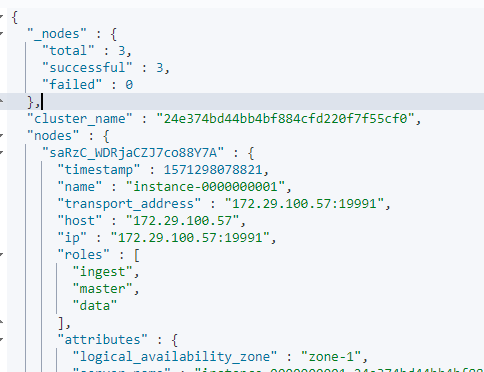 {
"_nodes" : {
"total" : 3,
"successful" : 3,
"failed" : 0
},
"cluster_name" : "24e374bd44bb4bf884cfd220f7f55cf0",
"nodes" : {
"saRzC_WDRjaCZJ7co88Y7A" : {
"timestamp" : 1571298078821,
"name" : "instance-0000000001",
"transport_address" : "172.29.100.57:19991",
"host" : "172.29.100.57",
"ip" : "172.29.100.57:19991",
"roles" : [
"ingest",
"master",
"data"
],
"attributes" : {
"logical_availability_zone" : "zone-1",